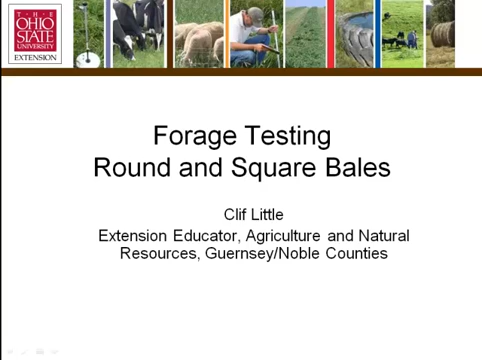 THE
OHIO
STATE
UNIVERSITY
EXTENSION
Forage Testing
Round and Square Bales
Clif Little
Extension Educator, Agriculture and Natural
Resources, Guernsey/Noble Counties